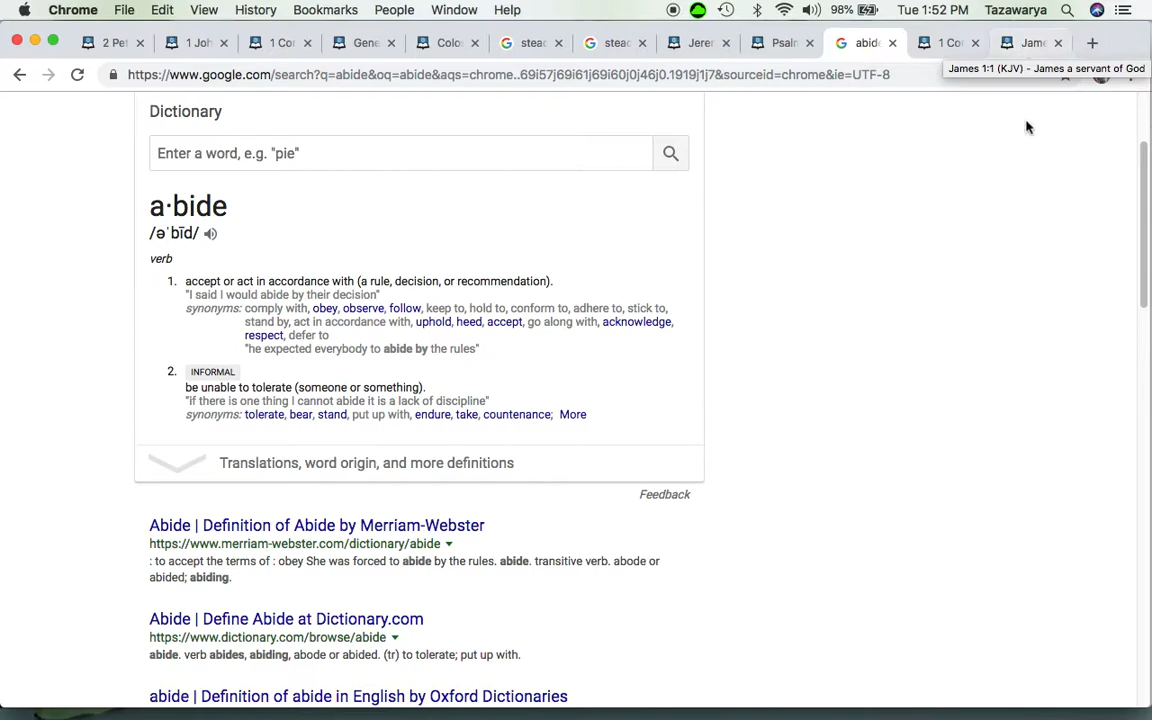 Chrome File Edit View History Bookmarks People Window Help 98% Tue 1:52 PM Tazawarya
2 Pet 1 Joh 1 Cor Gene Colos steac steac Jerem Psalm abide 1 Cor Jame
https://www.google.com/search?q=abide&oq=abide&aqs=chrome..69i57j69i61j69i60j0j46j0.1919j1j7&sourceid=chrome&ie=UTF-8
James 1:1 (KJV) - James a servant of God
Dictionary
Enter a word, e.g. "pie"
a·bide
/əˈbīd/
verb
1. accept or act in accordance with (a rule, decision, or recommendation).
"I said I would abide by their decision"
synonyms: comply with, obey, observe, follow, keep to, hold to, conform to, adhere to, stick to,
stand by, act in accordance with, uphold, heed, accept, go along with, acknowledge,
respect, defer to
"he expected everybody to abide by the rules"
2. INFORMAL
be unable to tolerate (someone or something).
"if there is one thing I cannot abide it is a lack of discipline"
synonyms: tolerate, bear, stand, put up with, endure, take, countenance; More
Translations, word origin, and more definitions
Feedback
Abide | Definition of Abide by Merriam-Webster
https://www.merriam-webster.com/dictionary/abide
: to accept the terms of : obey She was forced to abide by the rules. abide. transitive verb. abode or
abided; abiding.
Abide | Define Abide at Dictionary.com
https://www.dictionary.com/browse/abide
abide. verb abides, abiding, abode or abided. (tr) to tolerate; put up with.
abide | Definition of abide in English by Oxford Dictionaries